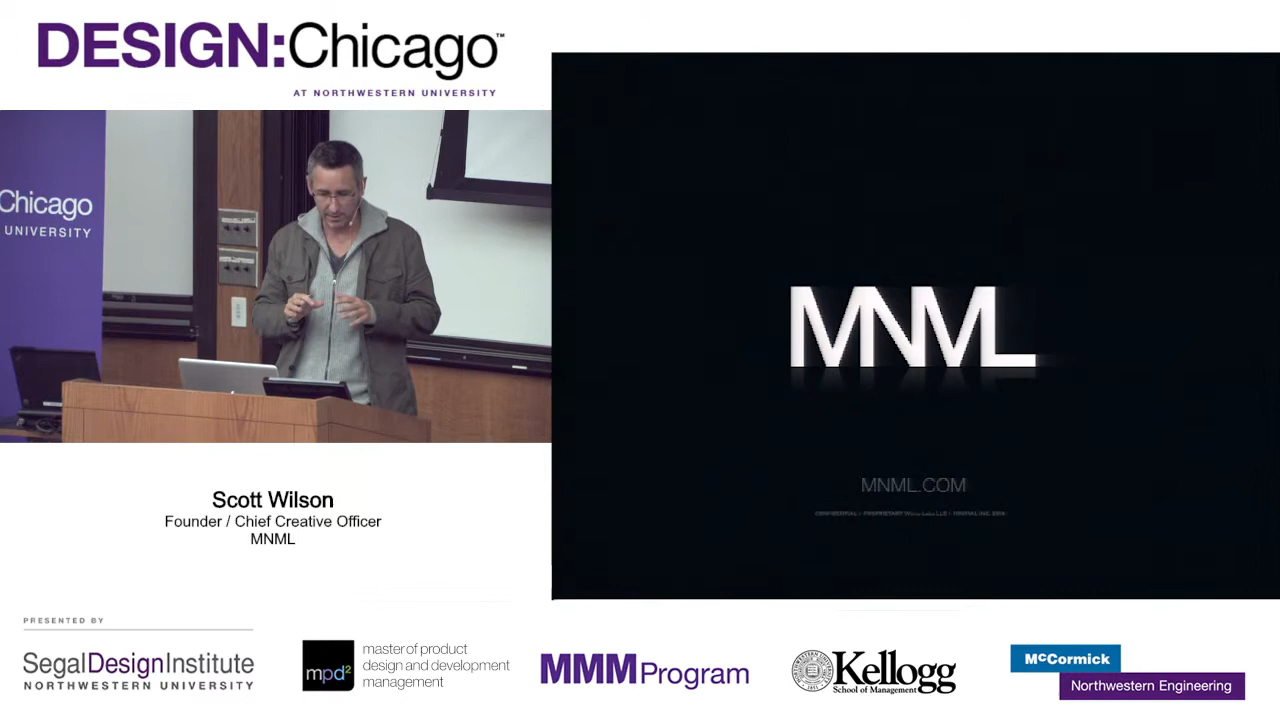 DESIGN:Chicago™
AT NORTHWESTERN UNIVERSITY
Chicago
UNIVERSITY
MNML
MNML.COM
Scott Wilson
Founder / Chief Creative Officer
MNML
PRESENTED BY
SegalDesignInstitute
NORTHWESTERN UNIVERSITY
mpd²
master of product
design and development
management
MMM Program
Kellogg
School of Management
McCormick
Northwestern Engineering